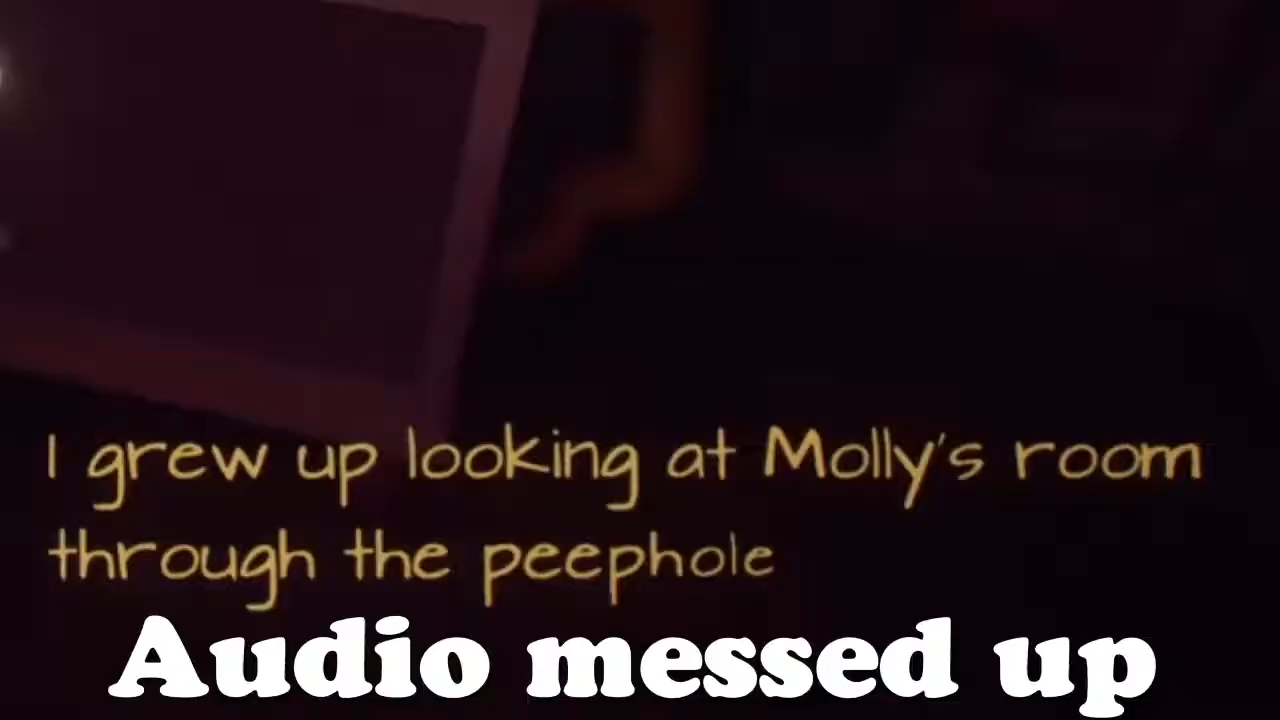 I grew up looking at Molly's room
through the peephole
Audio messed up